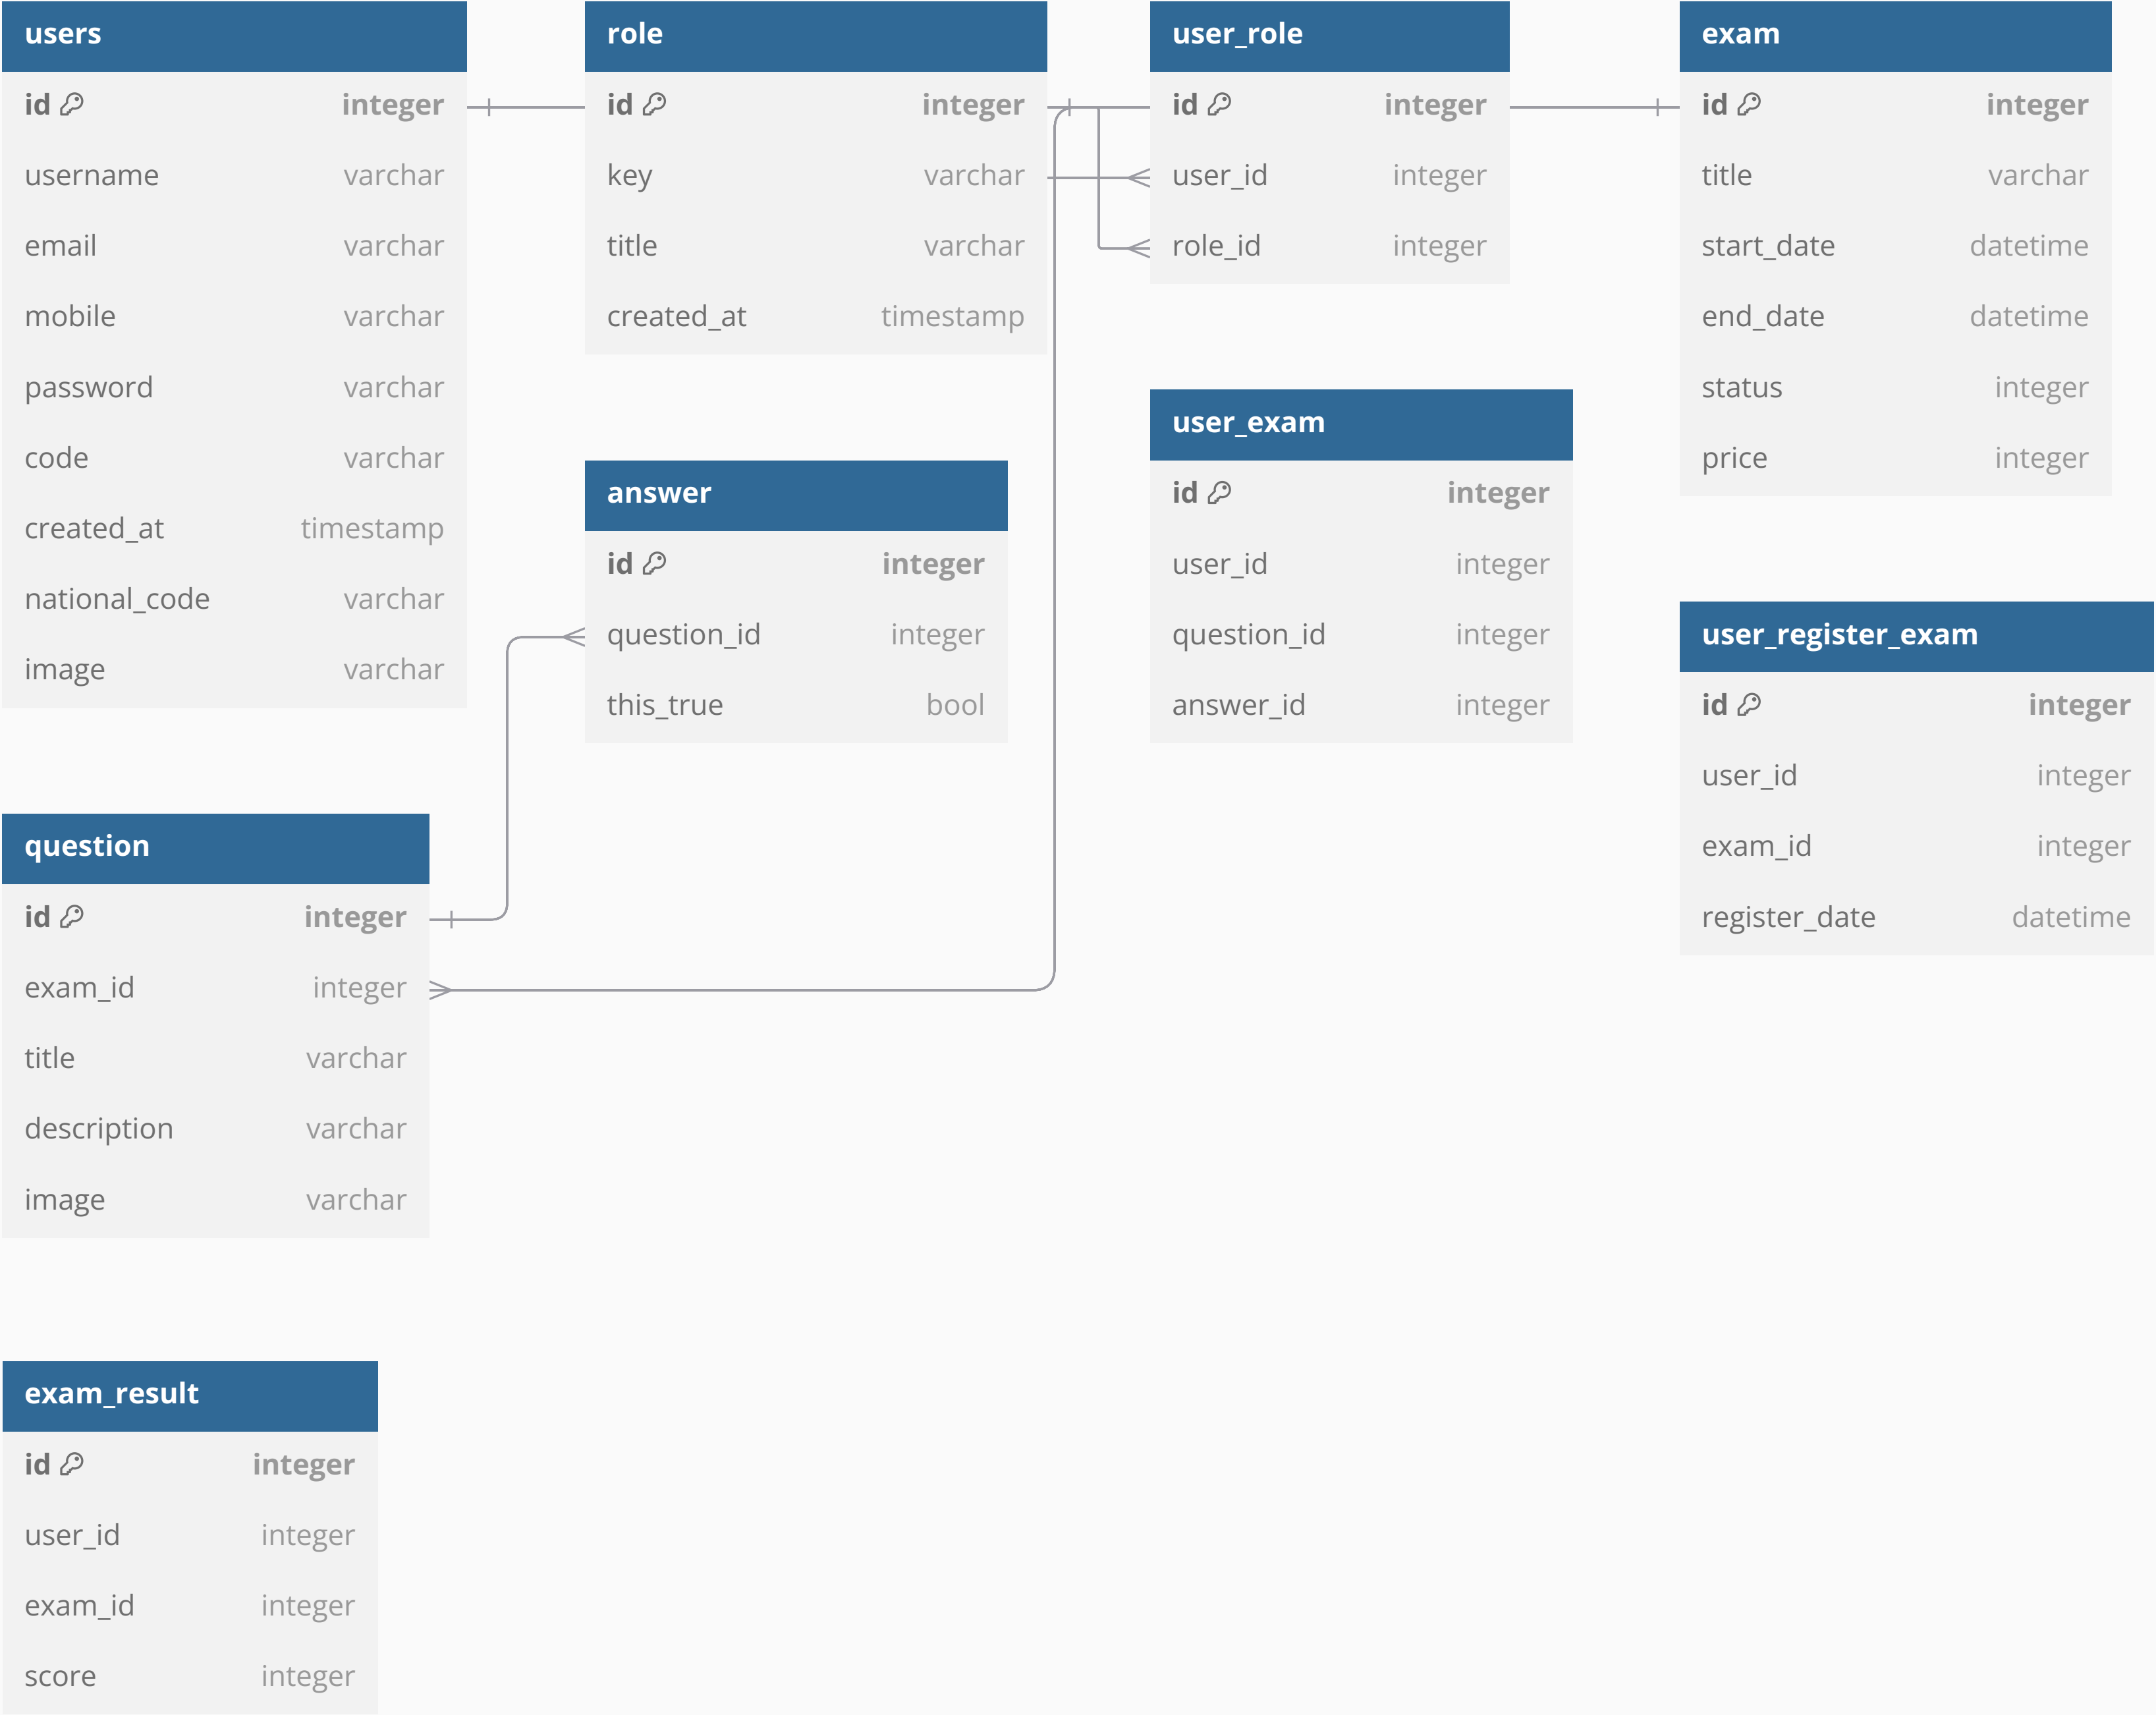 users
id integer
username varchar
email varchar
mobile varchar
password varchar
code varchar
created_at timestamp
national_code varchar
image varchar
role
id integer
key varchar
title varchar
created_at timestamp
user_role
id integer
user_id integer
role_id integer
exam
id integer
title varchar
start_date datetime
end_date datetime
status integer
price integer
answer
id integer
question_id integer
this_true bool
user_exam
id integer
user_id integer
question_id integer
answer_id integer
user_register_exam
id integer
user_id integer
exam_id integer
register_date datetime
question
id integer
exam_id integer
title varchar
description varchar
image varchar
exam_result
id integer
user_id integer
exam_id integer
score integer